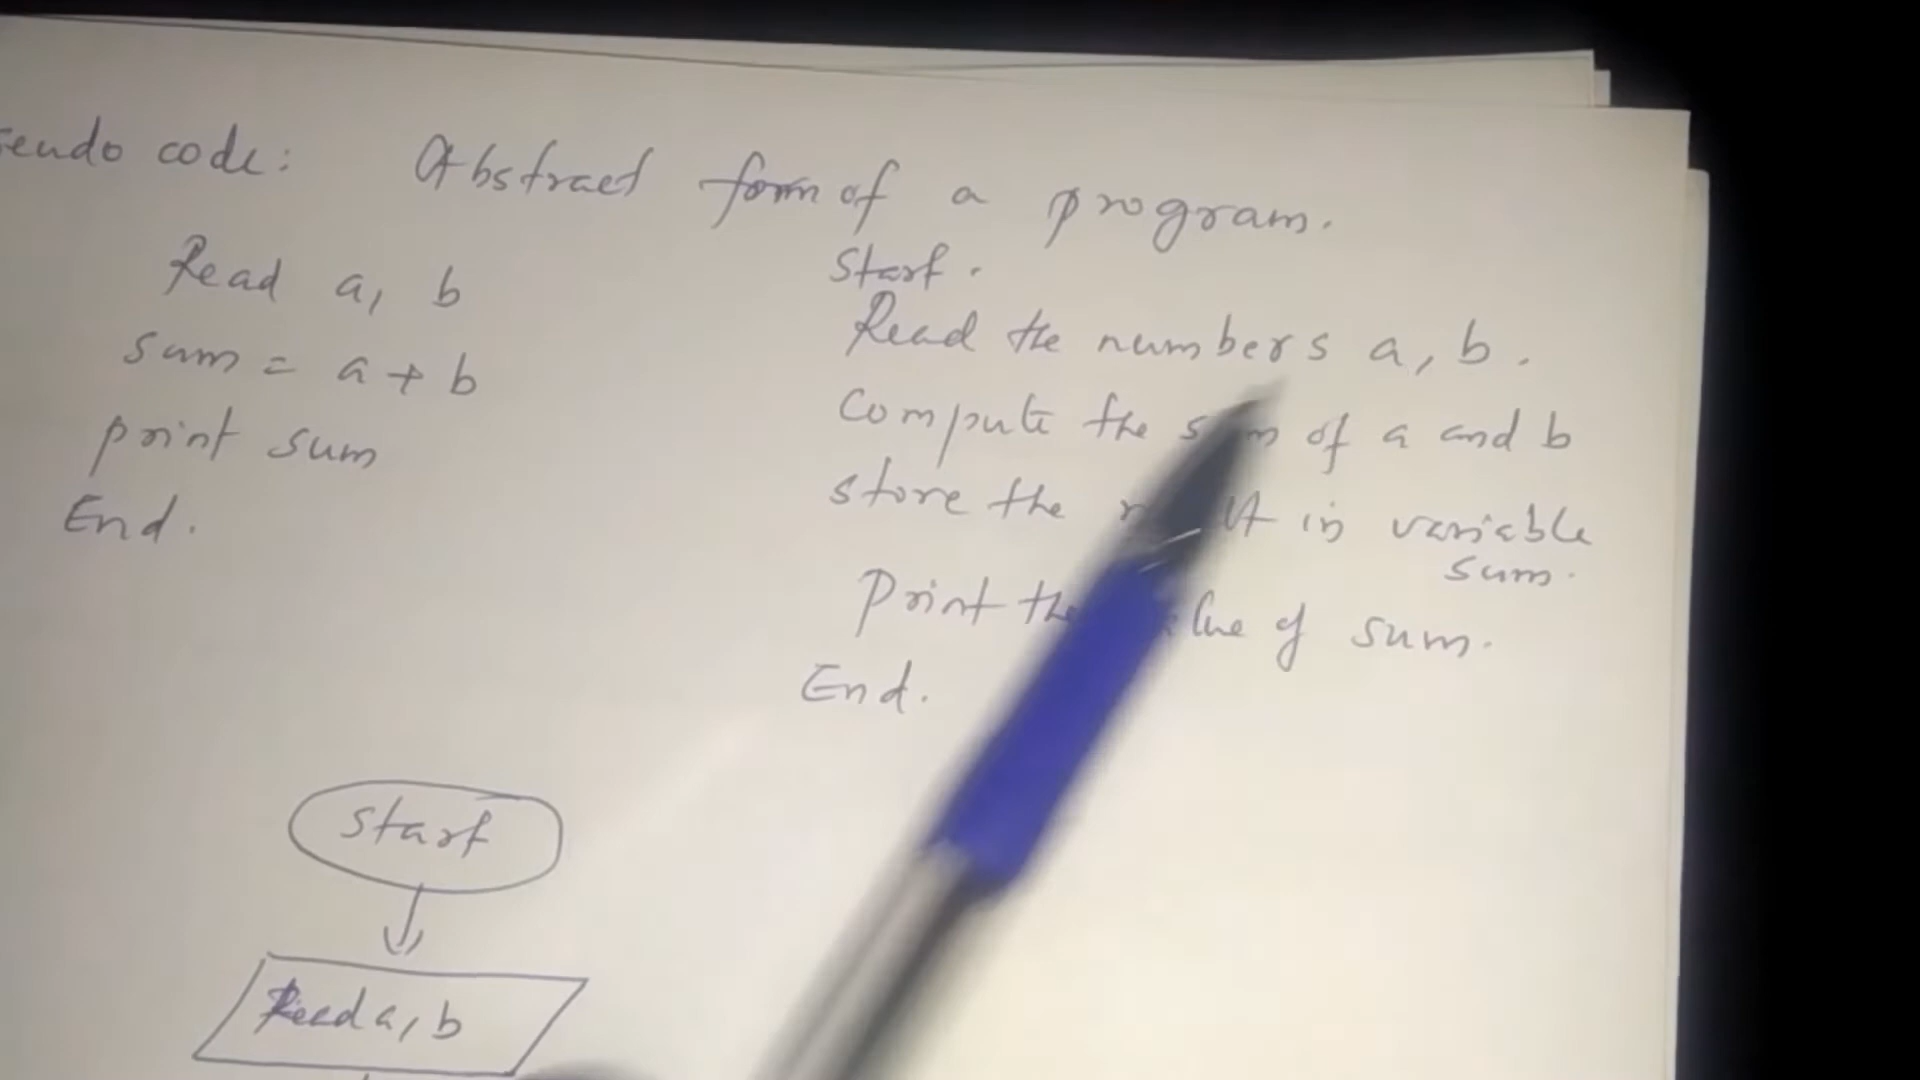 code: Abstract form of a program.
Read a, b
sum = a + b
print sum
End.
Start.
Read the numbers a, b.
Compute the of a and b
store the in variable
sum.
Print the of sum.
End.
Start
Read a, b